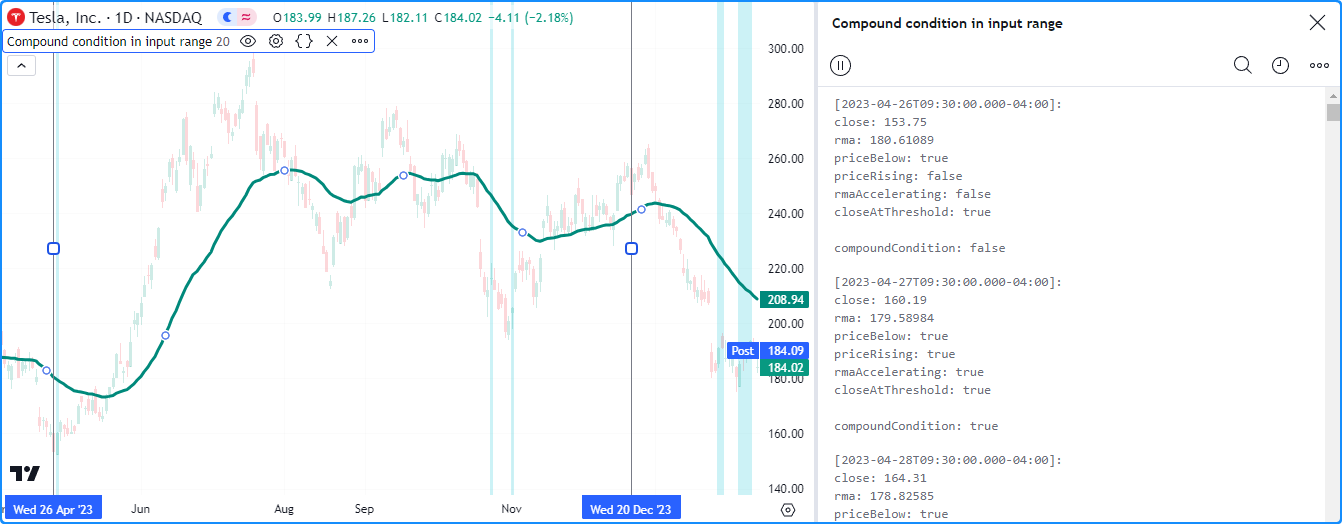 Tesla, Inc. · 1D · NASDAQ O183.99 H187.26 L182.11 C184.02 −4.11 (−2.18%)
Compound condition in input range 20
300.00
280.00
260.00
240.00
220.00
208.94
200.00
Post 184.09
184.02
180.00
160.00
140.00
Wed 26 Apr '23
Jun
Aug
Sep
Nov
Wed 20 Dec '23
Compound condition in input range
[2023-04-26T09:30:00.000-04:00]:
close: 153.75
rma: 180.61089
priceBelow: true
priceRising: false
rmaAccelerating: false
closeAtThreshold: true
compoundCondition: false
[2023-04-27T09:30:00.000-04:00]:
close: 160.19
rma: 179.58984
priceBelow: true
priceRising: true
rmaAccelerating: true
closeAtThreshold: true
compoundCondition: true
[2023-04-28T09:30:00.000-04:00]:
close: 164.31
rma: 178.82585
priceBelow: true